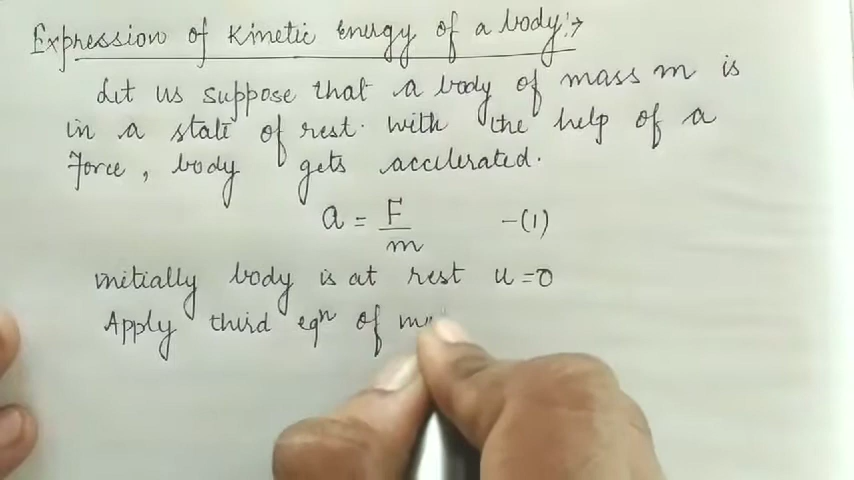 Expression of Kinetic Energy of a body:→
Let us suppose that a body of mass m is
in a state of rest. With the help of a
Force, body gets accelerated.
a = F/m -(1)
initially body is at rest u=0
Apply third eqⁿ of